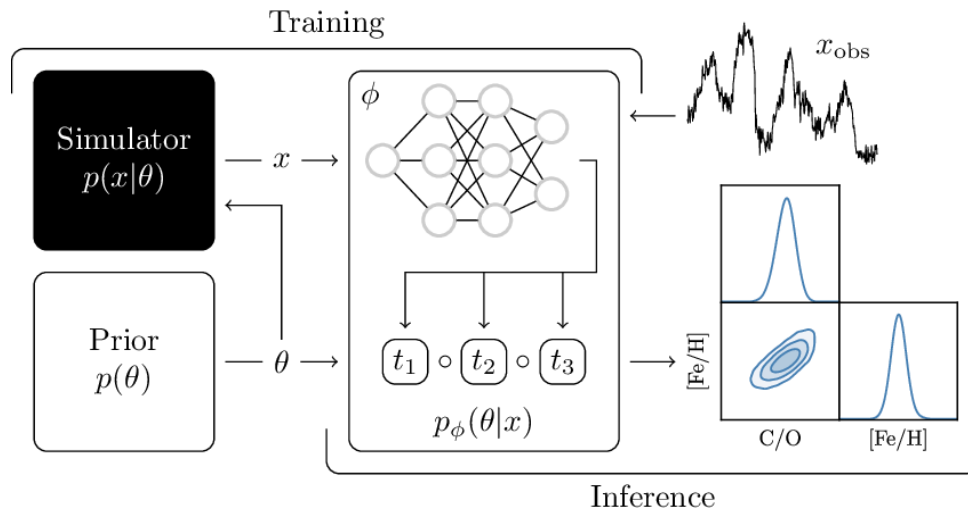 Training
Simulator
p(x|θ)
x
ϕ
x_obs
Prior
p(θ)
θ
t₁ ∘ t₂ ∘ t₃
p_ϕ(θ|x)
[Fe/H]
C/O
[Fe/H]
Inference